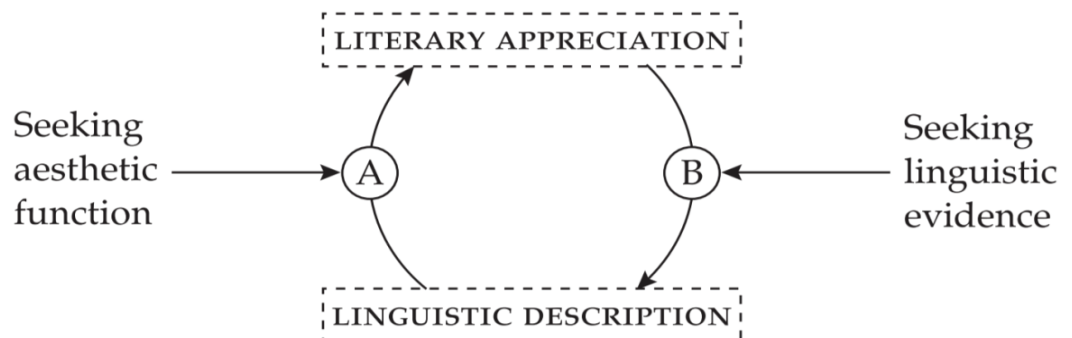 LITERARY APPRECIATION
Seeking
aesthetic
function
A
B
Seeking
linguistic
evidence
LINGUISTIC DESCRIPTION